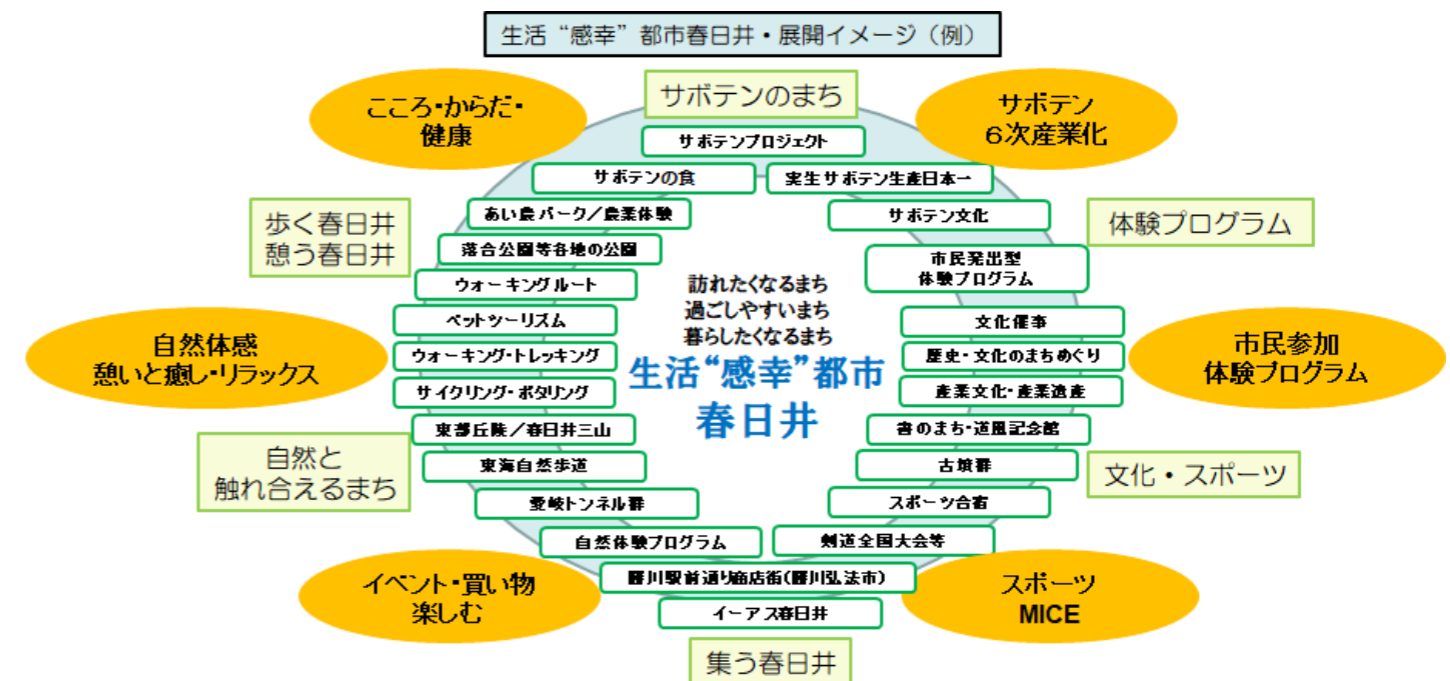 生活“感幸”都市春日井・展開イメージ（例）
サボテンのまち
こころ・からだ・
健康
サボテン
６次産業化
サボテンプロジェクト
サボテンの食
実生サボテン生産日本一
あい農パーク／農業体験
サボテン文化
歩く春日井
憩う春日井
体験プログラム
落合公園等各地の公園
市民発出型
体験プログラム
ウォーキングルート
訪れたくなるまち
過ごしやすいまち
暮らしたくなるまち
生活“感幸”都市
春日井
ペットツーリズム
文化催事
自然体感
憩いと癒し・リラックス
ウォーキング・トレッキング
歴史・文化のまちめぐり
市民参加
体験プログラム
サイクリング・ポタリング
産業文化・産業遺産
東部丘陵／春日井三山
書のまち・道風記念館
自然と
触れ合えるまち
東海自然歩道
古墳群
文化・スポーツ
愛岐トンネル群
スポーツ合宿
自然体験プログラム
剣道全国大会等
イベント・買い物
楽しむ
勝川駅前通り商店街（勝川弘法市）
スポーツ
MICE
イーアス春日井
集う春日井